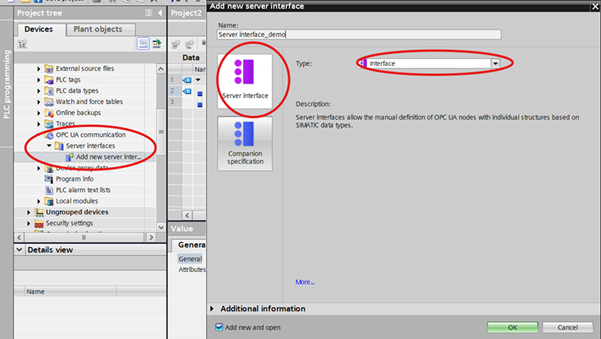 Project tree
Project2
Devices
Plant objects
PLC programming
External source files
PLC tags
PLC data types
Watch and force tables
Online backups
Traces
OPC UA communication
Server interfaces
Add new server inter...
Device proxy data
Program info
PLC alarm text lists
Local modules
Ungrouped devices
Security settings
Details view
Name
Data
1
2
3
Value
General
Attributes
Add new server interface
Name:
Server interface_demo
Server interface
Companion
specification
Type:
Interface
Description:
Server interfaces allow the manual definition of OPC UA nodes with individual structures based on
SIMATIC data types.
More...
Additional information
Add new and open
OK
Cancel